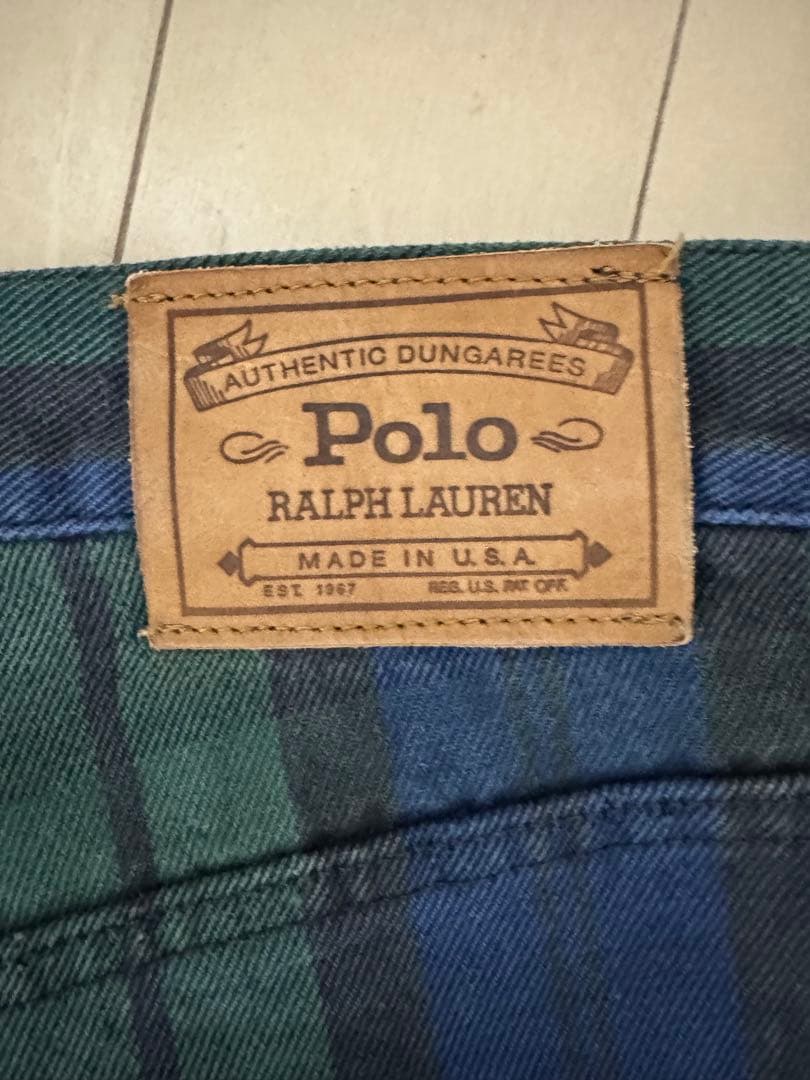 AUTHENTIC DUNGAREES
Polo
RALPH LAUREN
MADE IN U.S.A.
EST. 1967 REG. U.S. PAT OFF.